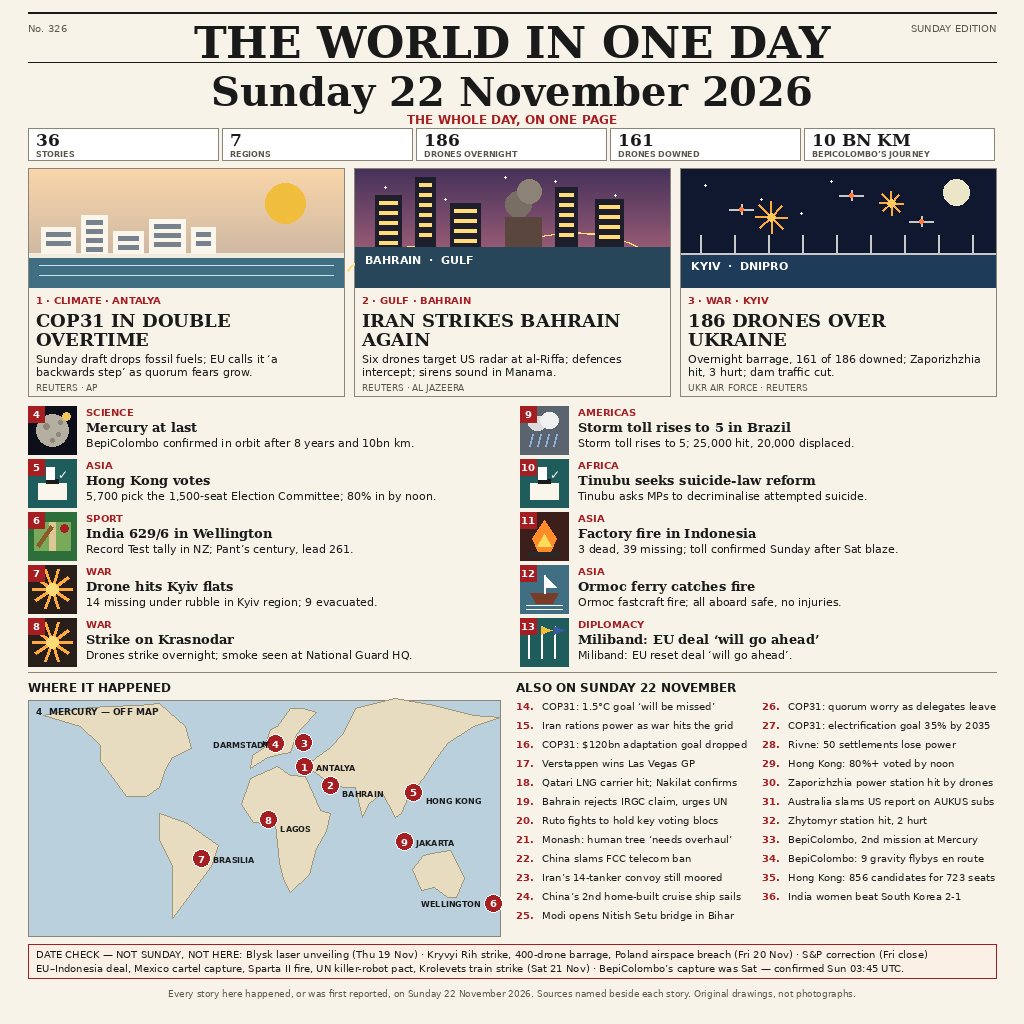 No. 326
THE WORLD IN ONE DAY
SUNDAY EDITION
Sunday 22 November 2026
THE WHOLE DAY, ON ONE PAGE
36
STORIES
7
REGIONS
186
DRONES OVERNIGHT
161
DRONES DOWNED
10 BN KM
BEPICOLOMBO'S JOURNEY
1 · CLIMATE · ANTALYA
COP31 IN DOUBLE
OVERTIME
Sunday draft drops fossil fuels; EU calls it ‘a
backwards step’ as quorum fears grow.
REUTERS · AP
BAHRAIN · GULF
2 · GULF · BAHRAIN
IRAN STRIKES BAHRAIN
AGAIN
Six drones target US radar at al-Riffa; defences
intercept; sirens sound in Manama.
REUTERS · AL JAZEERA
KYIV · DNIPRO
3 · WAR · KYIV
186 DRONES OVER
UKRAINE
Overnight barrage, 161 of 186 downed; Zaporizhzhia
hit, 3 hurt; dam traffic cut.
UKR AIR FORCE · REUTERS
4
SCIENCE
Mercury at last
BepiColombo confirmed in orbit after 8 years and 10bn km.
5
ASIA
Hong Kong votes
5,700 pick the 1,500-seat Election Committee; 80% in by noon.
6
SPORT
India 629/6 in Wellington
Record Test tally in NZ; Pant’s century, lead 261.
7
WAR
Drone hits Kyiv flats
14 missing under rubble in Kyiv region; 9 evacuated.
8
WAR
Strike on Krasnodar
Drones strike overnight; smoke seen at National Guard HQ.
9
AMERICAS
Storm toll rises to 5 in Brazil
Storm toll rises to 5; 25,000 hit, 20,000 displaced.
10
AFRICA
Tinubu seeks suicide-law reform
Tinubu asks MPs to decriminalise attempted suicide.
11
ASIA
Factory fire in Indonesia
3 dead, 39 missing; toll confirmed Sunday after Sat blaze.
12
ASIA
Ormoc ferry catches fire
Ormoc fastcraft fire; all aboard safe, no injuries.
13
DIPLOMACY
Miliband: EU deal ‘will go ahead’
Miliband: EU reset deal ‘will go ahead’.
WHERE IT HAPPENED
4 MERCURY — OFF MAP
DARMSTADT
4
3
1
ANTALYA
2
BAHRAIN
5
HONG KONG
8
LAGOS
9
JAKARTA
7
BRASILIA
WELLINGTON
6
ALSO ON SUNDAY 22 NOVEMBER
14. COP31: 1.5°C goal ‘will be missed’
15. Iran rations power as war hits the grid
16. COP31: $120bn adaptation goal dropped
17. Verstappen wins Las Vegas GP
18. Qatari LNG carrier hit; Nakilat confirms
19. Bahrain rejects IRGC claim, urges UN
20. Ruto fights to hold key voting blocs
21. Monash: human tree ‘needs overhaul’
22. China slams FCC telecom ban
23. Iran’s 14-tanker convoy still moored
24. China’s 2nd home-built cruise ship sails
25. Modi opens Nitish Setu bridge in Bihar
26. COP31: quorum worry as delegates leave
27. COP31: electrification goal 35% by 2035
28. Rivne: 50 settlements lose power
29. Hong Kong: 80%+ voted by noon
30. Zaporizhzhia power station hit by drones
31. Australia slams US report on AUKUS subs
32. Zhytomyr station hit, 2 hurt
33. BepiColombo, 2nd mission at Mercury
34. BepiColombo: 9 gravity flybys en route
35. Hong Kong: 856 candidates for 723 seats
36. India women beat South Korea 2-1
DATE CHECK — NOT SUNDAY, NOT HERE: Blysk laser unveiling (Thu 19 Nov) · Kryvyi Rih strike, 400-drone barrage, Poland airspace breach (Fri 20 Nov) · S&P correction (Fri close)
EU–Indonesia deal, Mexico cartel capture, Sparta II fire, UN killer-robot pact, Krolevets train strike (Sat 21 Nov) · BepiColombo’s capture was Sat — confirmed Sun 03:45 UTC.
Every story here happened, or was first reported, on Sunday 22 November 2026. Sources named beside each story. Original drawings, not photographs.